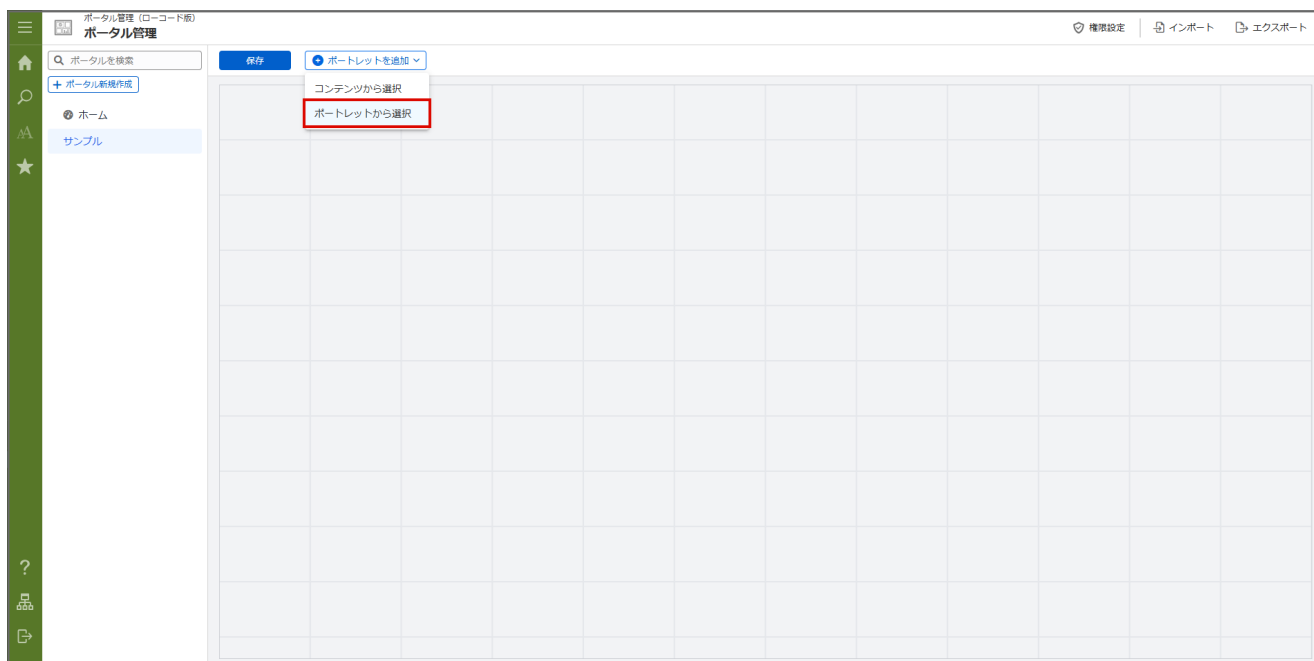 ポータル管理（ローコード版）
ポータル管理
権限設定
インポート
エクスポート
ポータルを検索
保存
ポートレットを追加
+ ポータル新規作成
コンテンツから選択
ホーム
ポートレットから選択
サンプル
AA
?